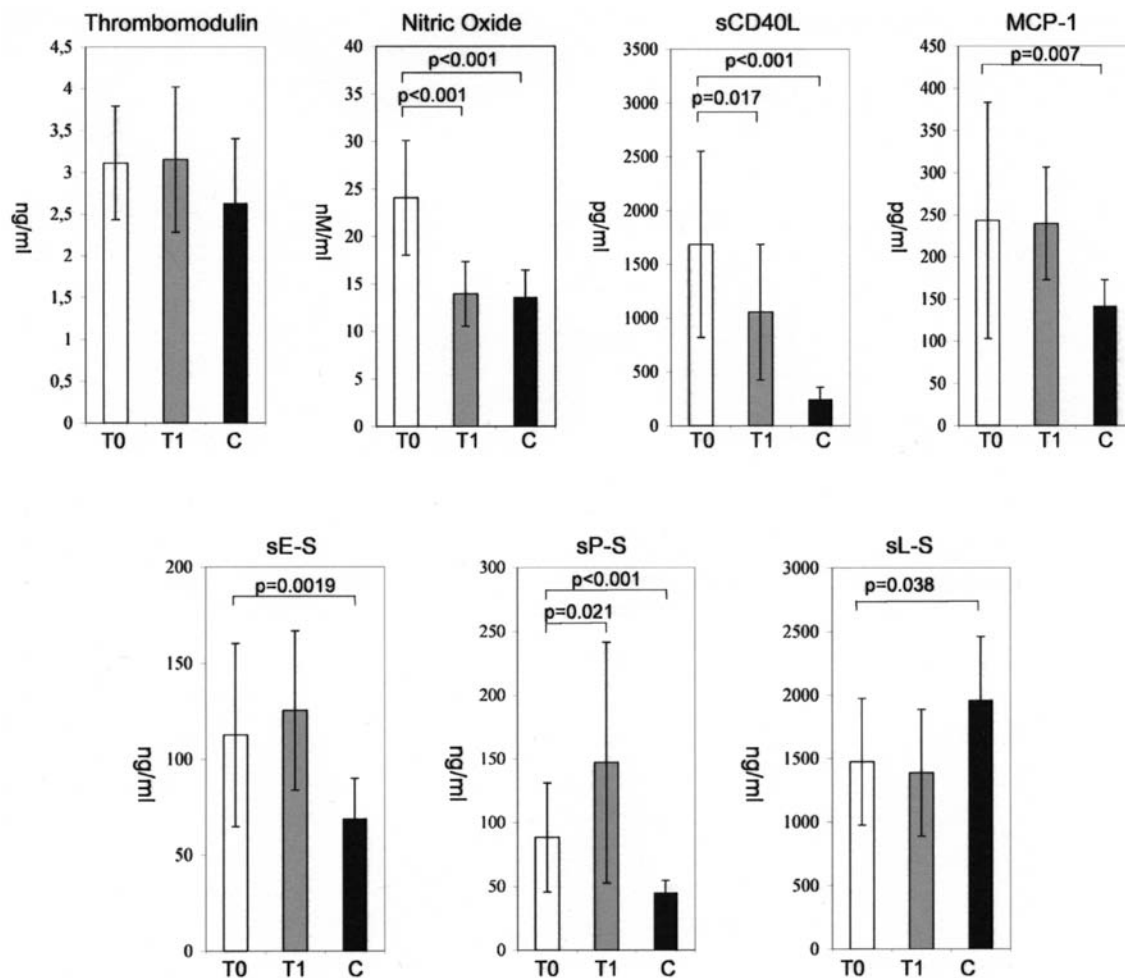 Thrombomodulin
4,5
4
3,5
3
2,5
2
1,5
1
0,5
0
ng/ml
T0 T1 C
Nitric Oxide
40
35
30
25
20
15
10
5
0
nM/ml
p<0.001
p<0.001
T0 T1 C
sCD40L
3500
3000
2500
2000
1500
1000
500
0
pg/ml
p<0.001
p=0.017
T0 T1 C
MCP-1
450
400
350
300
250
200
150
100
50
0
pg/ml
p=0.007
T0 T1 C
sE-S
200
150
100
50
0
ng/ml
p=0.0019
T0 T1 C
sP-S
300
250
200
150
100
50
0
ng/ml
p<0.001
p=0.021
T0 T1 C
sL-S
3000
2500
2000
1500
1000
500
0
ng/ml
p=0.038
T0 T1 C